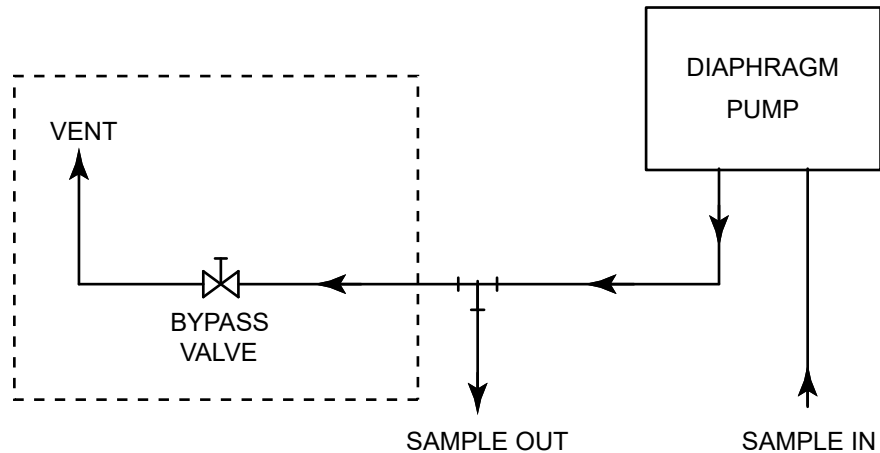 DIAPHRAGM
PUMP
VENT
BYPASS
VALVE
SAMPLE OUT
SAMPLE IN